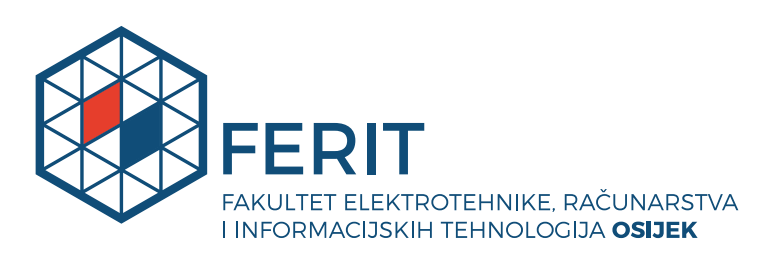 FERIT
FAKULTET ELEKTROTEHNIKE, RAČUNARSTVA
I INFORMACIJSKIH TEHNOLOGIJA OSIJEK